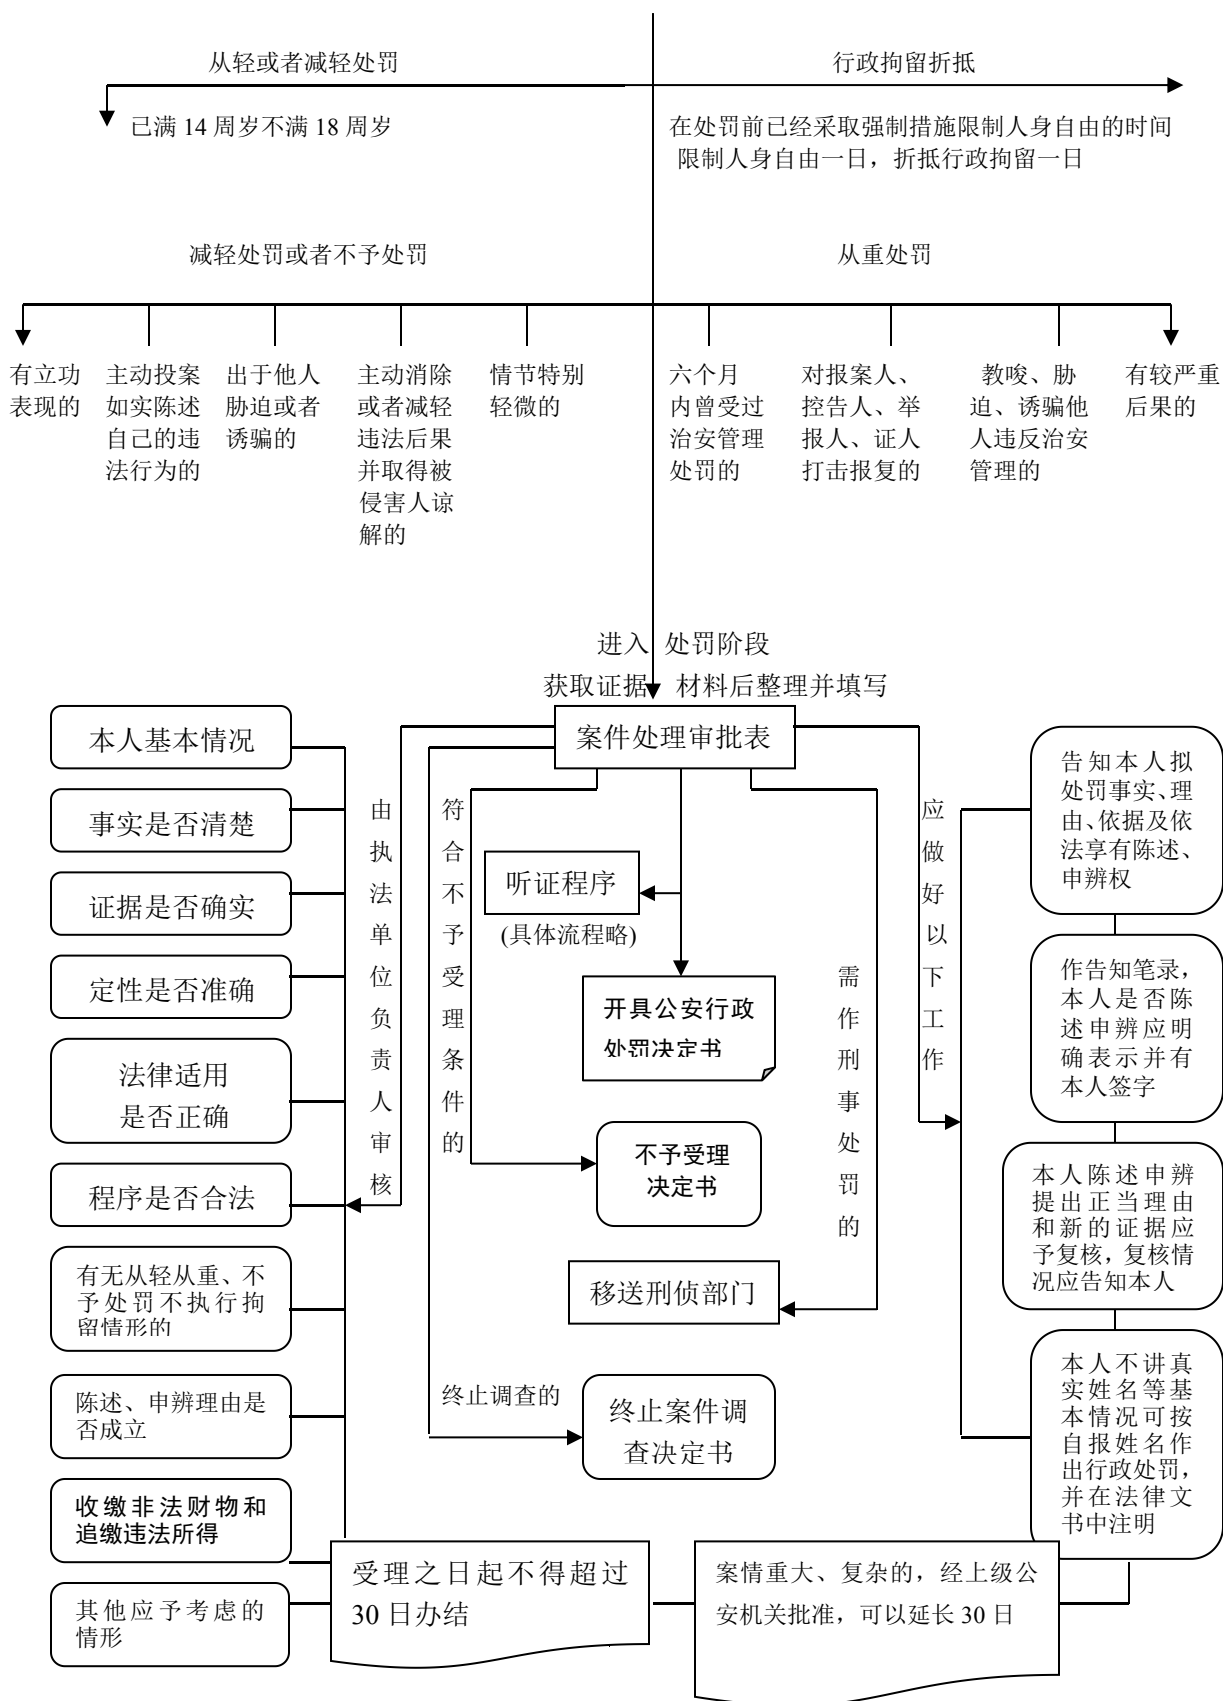 从轻或者减轻处罚
行政拘留折抵
已满 14 周岁不满 18 周岁
在处罚前已经采取强制措施限制人身自由的时间
限制人身自由一日，折抵行政拘留一日
减轻处罚或者不予处罚
从重处罚
有立功
表现的
主动投案
如实陈述
自己的违
法行为的
出于他人
胁迫或者
诱骗的
主动消除
或者减轻
违法后果
并取得被
侵害人谅
解的
情节特别
轻微的
六个月
内曾受过
治安管理
处罚的
对报案人、
控告人、举
报人、证人
打击报复的
教唆、胁
迫、诱骗他
人违反治安
管理的
有较严重
后果的
进入 处罚阶段
获取证据 材料后整理并填写
案件处理审批表
本人基本情况
事实是否清楚
证据是否确实
定性是否准确
法律适用
是否正确
程序是否合法
有无从轻从重、不
予处罚不执行拘
留情形的
陈述、申辨理由是
否成立
收缴非法财物和
追缴违法所得
其他应予考虑的
情形
由执法单位负责人审核
符合不予受理条件的
听证程序
(具体流程略)
开具公安行政
处罚决定书
不予受理
决定书
移送刑侦部门
终止调查的
终止案件调
查决定书
需作刑事处罚的
应做好以下工作
告知本人拟
处罚事实、理
由、依据及依
法享有陈述、
申辨权
作告知笔录，
本人是否陈
述申辨应明
确表示并有
本人签字
本人陈述申辨
提出正当理由
和新的证据应
予复核，复核情
况应告知本人
本人不讲真
实姓名等基
本情况可按
自报姓名作
出行政处罚，
并在法律文
书中注明
受理之日起不得超过
30 日办结
案情重大、复杂的，经上级公
安机关批准，可以延长 30 日